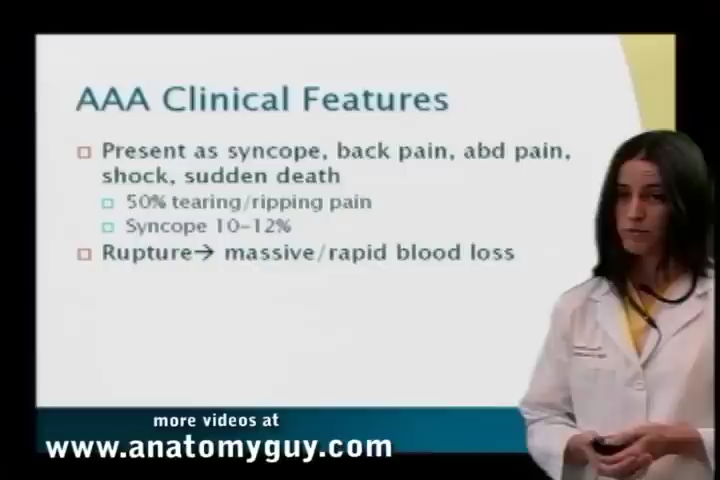 AAA Clinical Features
Present as syncope, back pain, abd pain,
shock, sudden death
50% tearing/ripping pain
Syncope 10-12%
Rupture→ massive/rapid blood loss
more videos at
www.anatomyguy.com